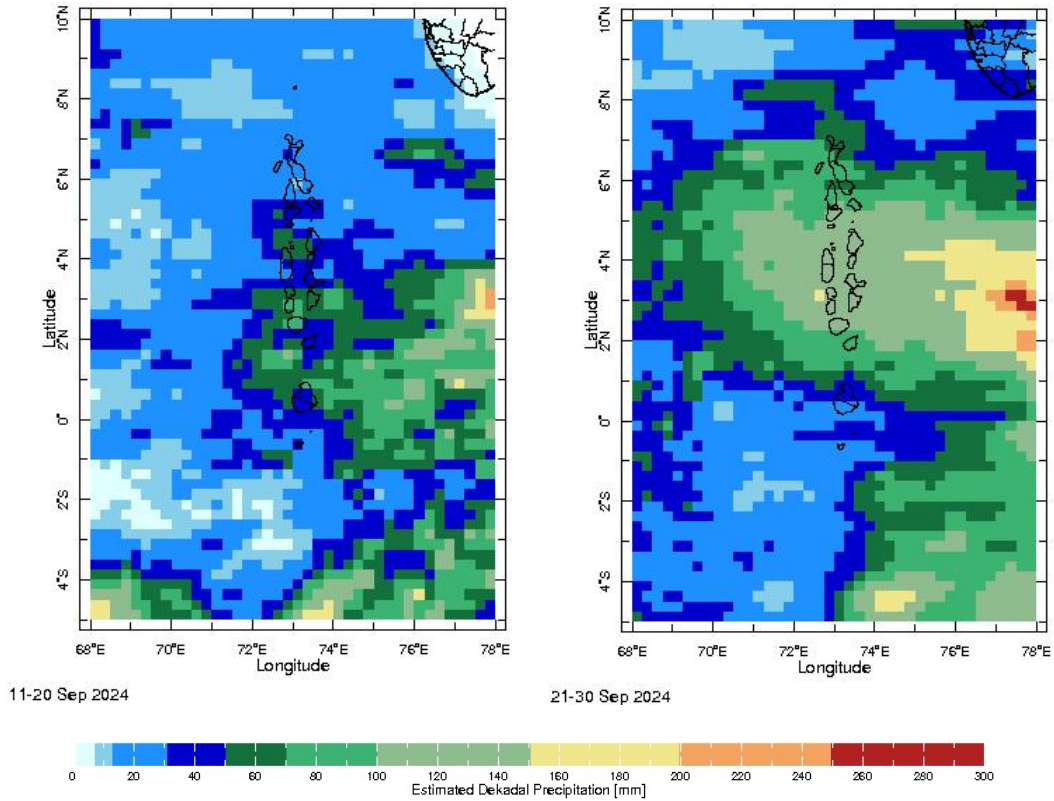 10°N
8°N
6°N
4°N
2°N
0°
2°S
4°S
Latitude
68°E 70°E 72°E 74°E 76°E 78°E
Longitude
10°N
8°N
6°N
4°N
2°N
0°
2°S
4°S
Latitude
68°E 70°E 72°E 74°E 76°E 78°E
Longitude
11-20 Sep 2024
21-30 Sep 2024
0 20 40 60 80 100 120 140 160 180 200 220 240 260 280 300
Estimated Dekadal Precipitation [mm]